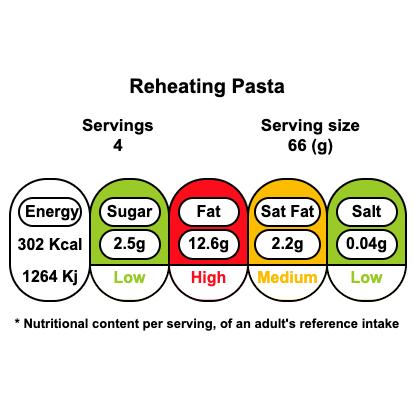 Reheating Pasta
Servings Serving size
4 66 (g)
Energy Sugar Fat Sat Fat Salt
302 Kcal 2.5g 12.6g 2.2g 0.04g
1264 Kj Low High Medium Low
* Nutritional content per serving, of an adult's reference intake